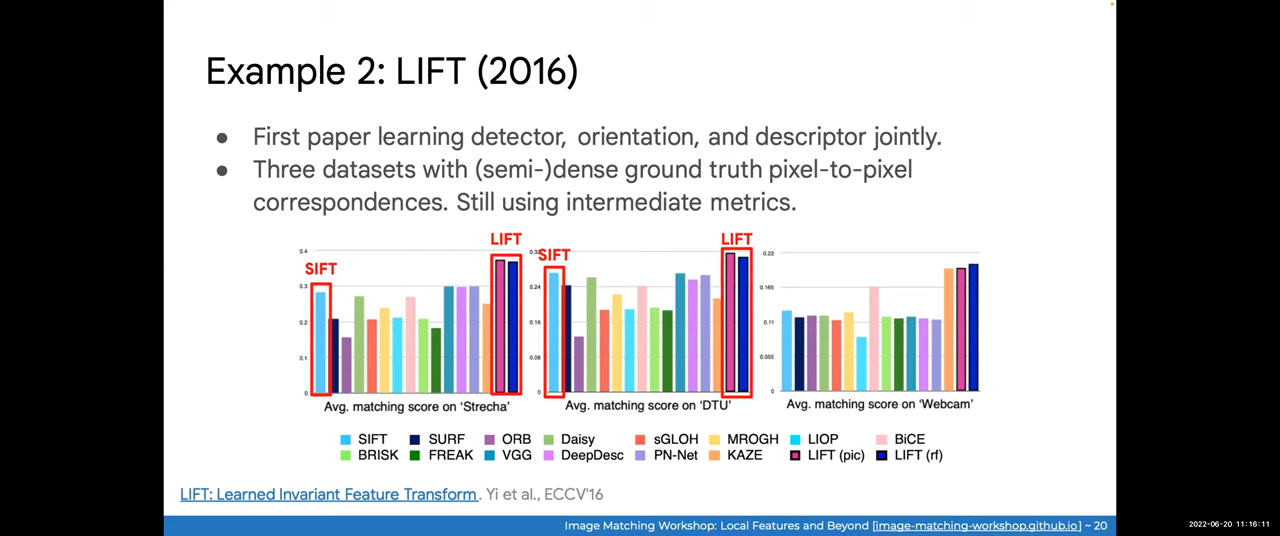 Example 2: LIFT (2016)
● First paper learning detector, orientation, and descriptor jointly.
● Three datasets with (semi-)dense ground truth pixel-to-pixel
correspondences. Still using intermediate metrics.
SIFT
LIFT
0.4
0.3
0.2
0.1
0
Avg. matching score on 'Strecha'
SIFT
LIFT
0.32
0.24
0.16
0.08
0
Avg. matching score on 'DTU'
0.22
0.165
0.11
0.055
0
Avg. matching score on 'Webcam'
SIFT SURF ORB Daisy sGLOH MROGH LIOP BiCE
BRISK FREAK VGG DeepDesc PN-Net KAZE LIFT (pic) LIFT (rf)
LIFT: Learned Invariant Feature Transform. Yi et al., ECCV'16
Image Matching Workshop: Local Features and Beyond [image-matching-workshop.github.io] ~ 20
2022-06-20 11:16:11